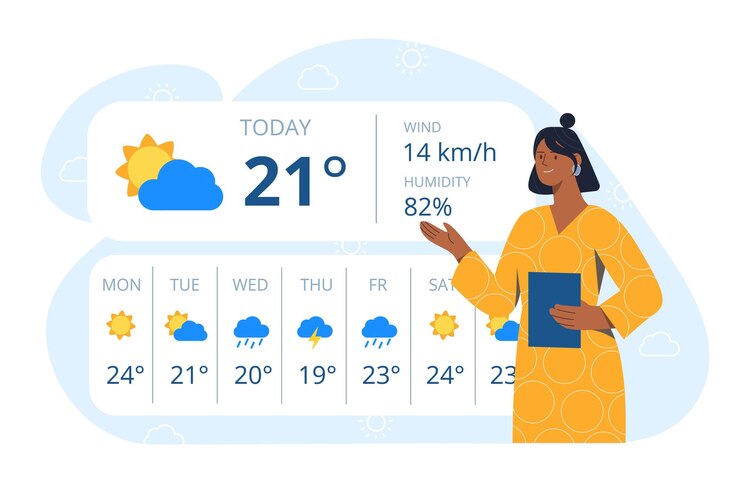 TODAY
21°
WIND
14 km/h
HUMIDITY
82%
MON TUE WED THU FR SAT
24° 21° 20° 19° 23° 24° 23